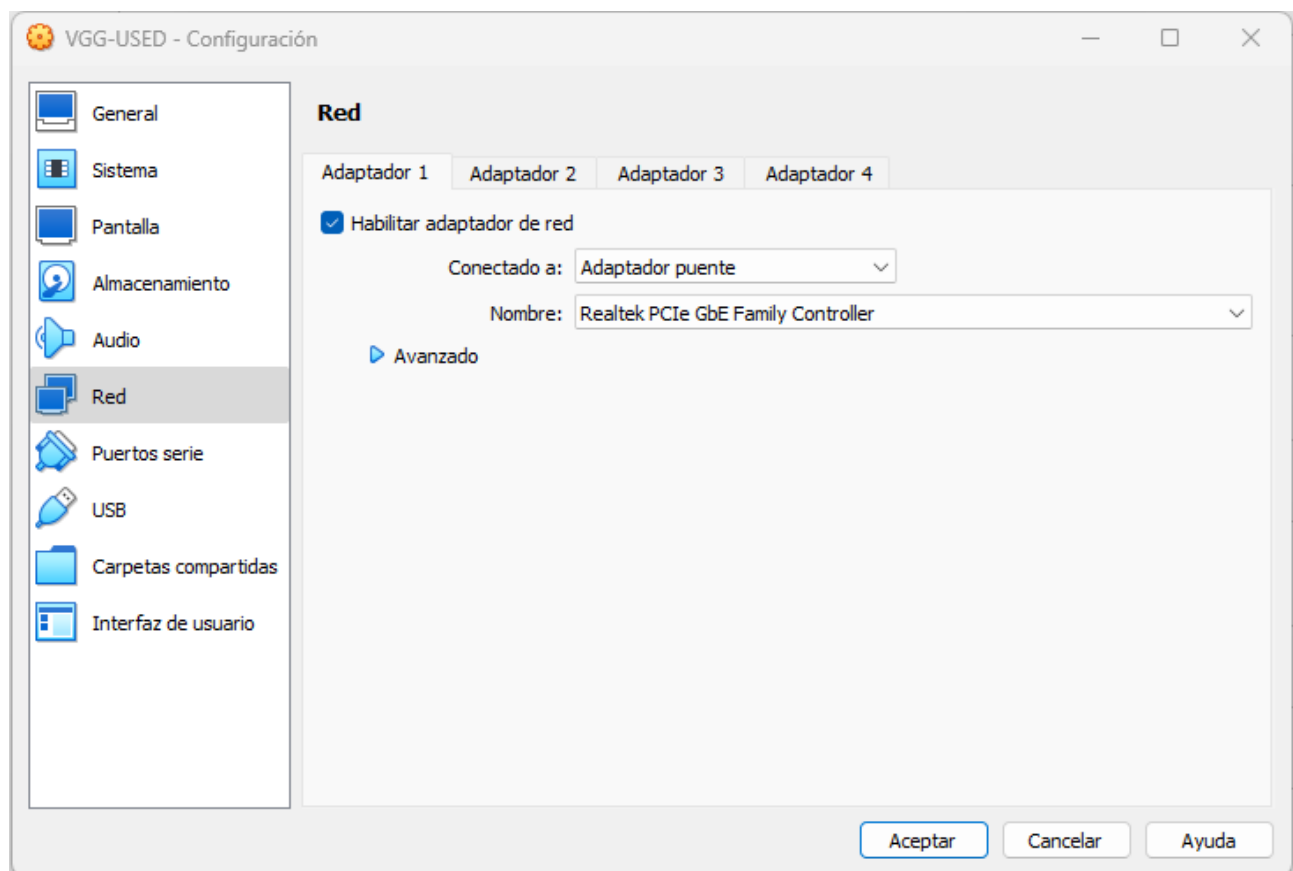 VGG-USED - Configuración
General
Sistema
Pantalla
Almacenamiento
Audio
Red
Puertos serie
USB
Carpetas compartidas
Interfaz de usuario
Red
Adaptador 1 Adaptador 2 Adaptador 3 Adaptador 4
Habilitar adaptador de red
Conectado a: Adaptador puente
Nombre: Realtek PCIe GbE Family Controller
Avanzado
Aceptar Cancelar Ayuda